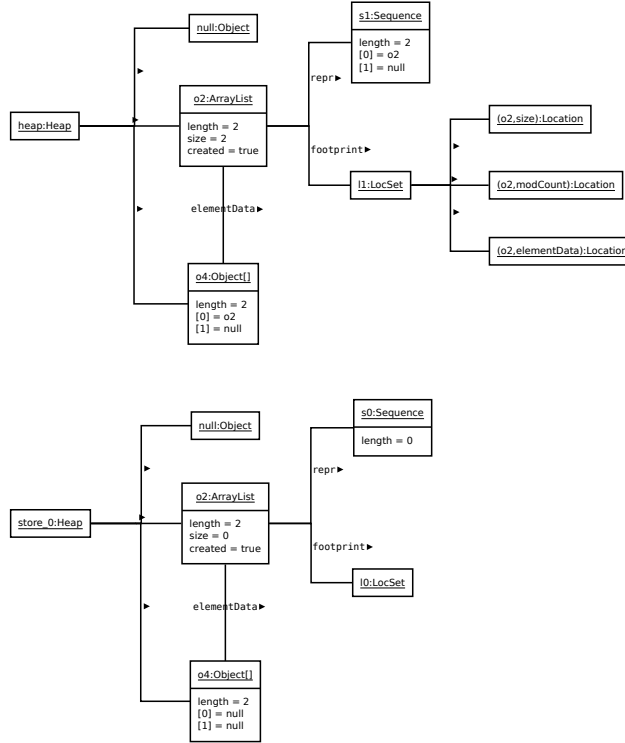 null:Object
s1:Sequence
length = 2
[0] = o2
[1] = null
repr
heap:Heap
o2:ArrayList
length = 2
size = 2
created = true
footprint
l1:LocSet
(o2,size):Location
(o2,modCount):Location
(o2,elementData):Location
elementData
o4:Object[]
length = 2
[0] = o2
[1] = null
null:Object
s0:Sequence
length = 0
repr
store_0:Heap
o2:ArrayList
length = 2
size = 0
created = true
footprint
l0:LocSet
elementData
o4:Object[]
length = 2
[0] = null
[1] = null